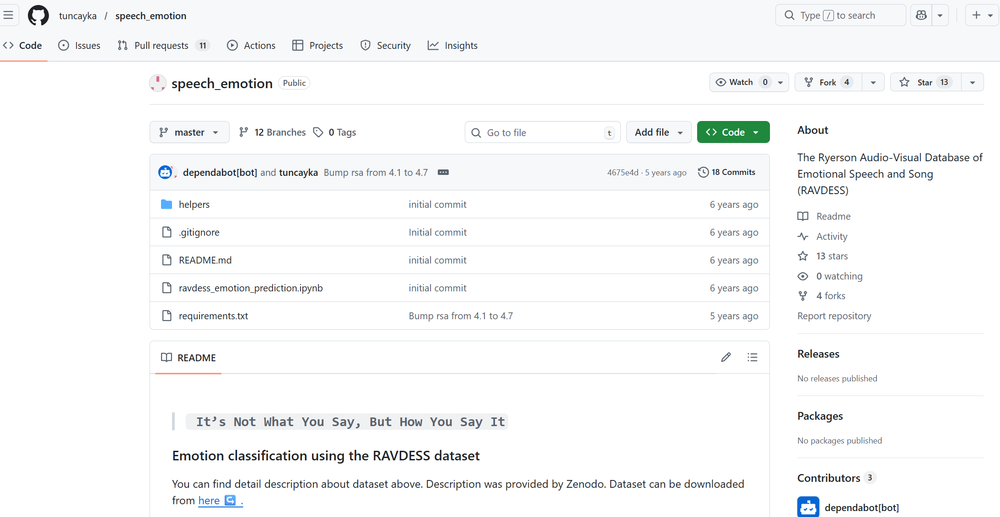 tuncayka / speech_emotion
Type / to search
Code
Issues
Pull requests 11
Actions
Projects
Security
Insights
speech_emotion Public
Watch 0
Fork 4
Star 13
master
12 Branches
0 Tags
Go to file t
Add file
Code
dependabot[bot] and tuncayka Bump rsa from 4.1 to 4.7
4675e4d · 5 years ago
18 Commits
helpers initial commit 6 years ago
.gitignore Initial commit 6 years ago
README.md initial commit 6 years ago
ravdess_emotion_prediction.ipynb initial commit 6 years ago
requirements.txt Bump rsa from 4.1 to 4.7 5 years ago
README
It’s Not What You Say, But How You Say It
Emotion classification using the RAVDESS dataset
You can find detail description about dataset above. Description was provided by Zenodo. Dataset can be downloaded
from here ↪️ .
About
The Ryerson Audio-Visual Database of
Emotional Speech and Song
(RAVDESS)
Readme
Activity
13 stars
0 watching
4 forks
Report repository
Releases
No releases published
Packages
No packages published
Contributors 3
dependabot[bot]